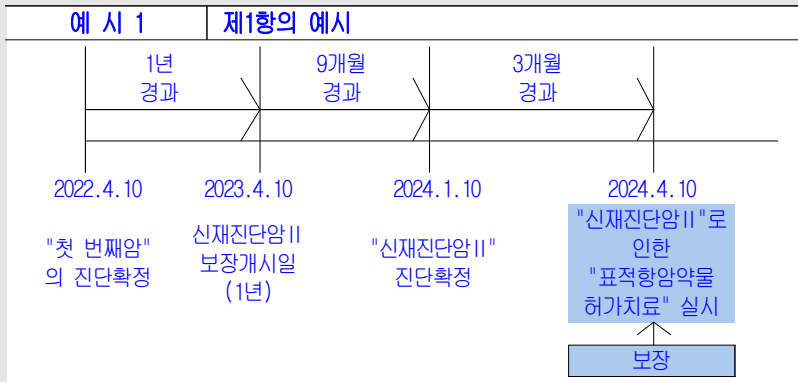 예 시 1
제1항의 예시
1년
경과
9개월
경과
3개월
경과
2022.4.10
2023.4.10
2024.1.10
2024.4.10
"첫 번째암"
의 진단확정
신재진단암Ⅱ
보장개시일
(1년)
"신재진단암Ⅱ"
진단확정
"신재진단암Ⅱ"로
인한
"표적항암약물
허가치료" 실시
보장